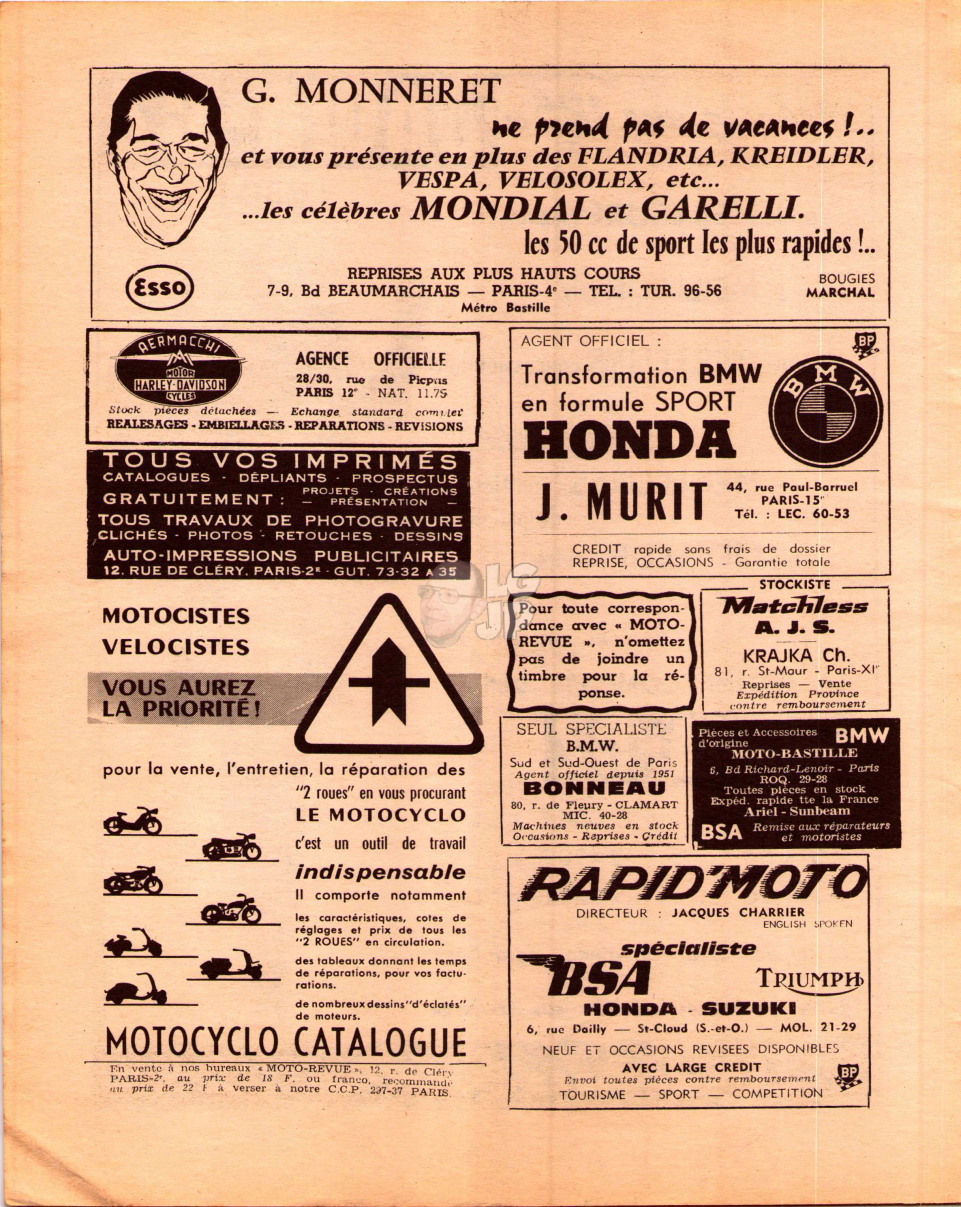 G. MONNERET
ne prend pas de vacances !..
et vous présente en plus des FLANDRIA, KREIDLER,
VESPA, VELOSOLEX, etc...
...les célèbres MONDIAL et GARELLI.
les 50 cc de sport les plus rapides !..
Esso
REPRISES AUX PLUS HAUTS COURS
7-9, Bd BEAUMARCHAIS — PARIS-4e — TEL. : TUR. 96-56
Métro Bastille
BOUGIES
MARCHAL
AERMACCHI
MOTOR
HARLEY-DAVIDSON
CYCLES
AGENCE OFFICIELLE
28/30, rue de Picpus
PARIS 12e - NAT. 11.75
Stock pièces détachées — Echange standard complet
REALESAGES - EMBIELLAGES - REPARATIONS - REVISIONS
TOUS VOS IMPRIMÉS
CATALOGUES - DÉPLIANTS - PROSPECTUS
GRATUITEMENT : PROJETS - CRÉATIONS
— PRÉSENTATION —
TOUS TRAVAUX DE PHOTOGRAVURE
CLICHÉS - PHOTOS - RETOUCHES - DESSINS
AUTO-IMPRESSIONS PUBLICITAIRES
12, RUE DE CLÉRY, PARIS-2e - GUT. 73-32 A 35
MOTOCISTES
VELOCISTES
VOUS AUREZ
LA PRIORITÉ !
pour la vente, l'entretien, la réparation des
"2 roues" en vous procurant
LE MOTOCYCLO
c'est un outil de travail
indispensable
Il comporte notamment
les caractéristiques, cotes de
réglages et prix de tous les
"2 ROUES" en circulation.
des tableaux donnant les temps
de réparations, pour vos factu-
rations.
de nombreux dessins "d'éclatés"
de moteurs.
MOTOCYCLO CATALOGUE
En vente à nos bureaux « MOTO-REVUE », 12, r. de Cléry
PARIS-2e, au prix de 18 F, ou franco, recommandé
au prix de 22 F à verser à notre C.C.P. 297-37 PARIS.
AGENT OFFICIEL :
BP
Transformation BMW
en formule SPORT
HONDA
BMW
J. MURIT
44, rue Paul-Barruel
PARIS-15e
Tél. : LEC. 60-53
CREDIT rapide sans frais de dossier
REPRISE, OCCASIONS - Garantie totale
LG
JP
Pour toute correspon-
dance avec « MOTO-
REVUE », n'omettez
pas de joindre un
timbre pour la ré-
ponse.
STOCKISTE
Matchless
A. J. S.
KRAJKA Ch.
81, r. St-Maur - Paris-XIe
Reprises — Vente
Expédition Province
contre remboursement
SEUL SPECIALISTE
B.M.W.
Sud et Sud-Ouest de Paris
Agent officiel depuis 1951
BONNEAU
80, r. de Fleury - CLAMART
MIC. 40-28
Machines neuves en stock
Occasions - Reprises - Crédit
Pièces et Accessoires
d'origine BMW
MOTO-BASTILLE
6, Bd Richard-Lenoir - Paris
ROQ. 29-28
Toutes pièces en stock
Expéd. rapide tte la France
Ariel - Sunbeam
BSA Remise aux réparateurs
et motoristes
RAPID'MOTO
DIRECTEUR : JACQUES CHARRIER
ENGLISH SPOKEN
spécialiste
BSA TRIUMPH
HONDA - SUZUKI
6, rue Dailly — St-Cloud (S.-et-O.) — MOL. 21-29
NEUF ET OCCASIONS REVISEES DISPONIBLES
AVEC LARGE CREDIT
Envoi toutes pièces contre remboursement
BP
TOURISME — SPORT — COMPETITION